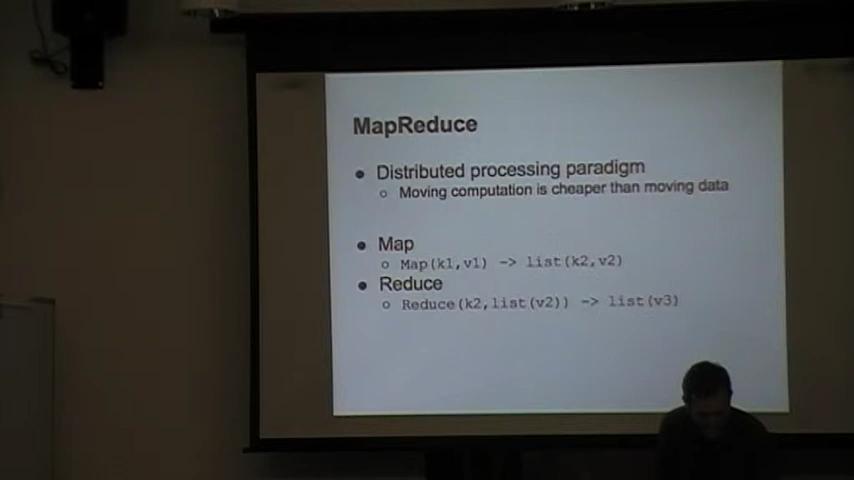 MapReduce
● Distributed processing paradigm
○ Moving computation is cheaper than moving data
● Map
○ Map(k1,v1) -> list(k2,v2)
● Reduce
○ Reduce(k2,list(v2)) -> list(v3)